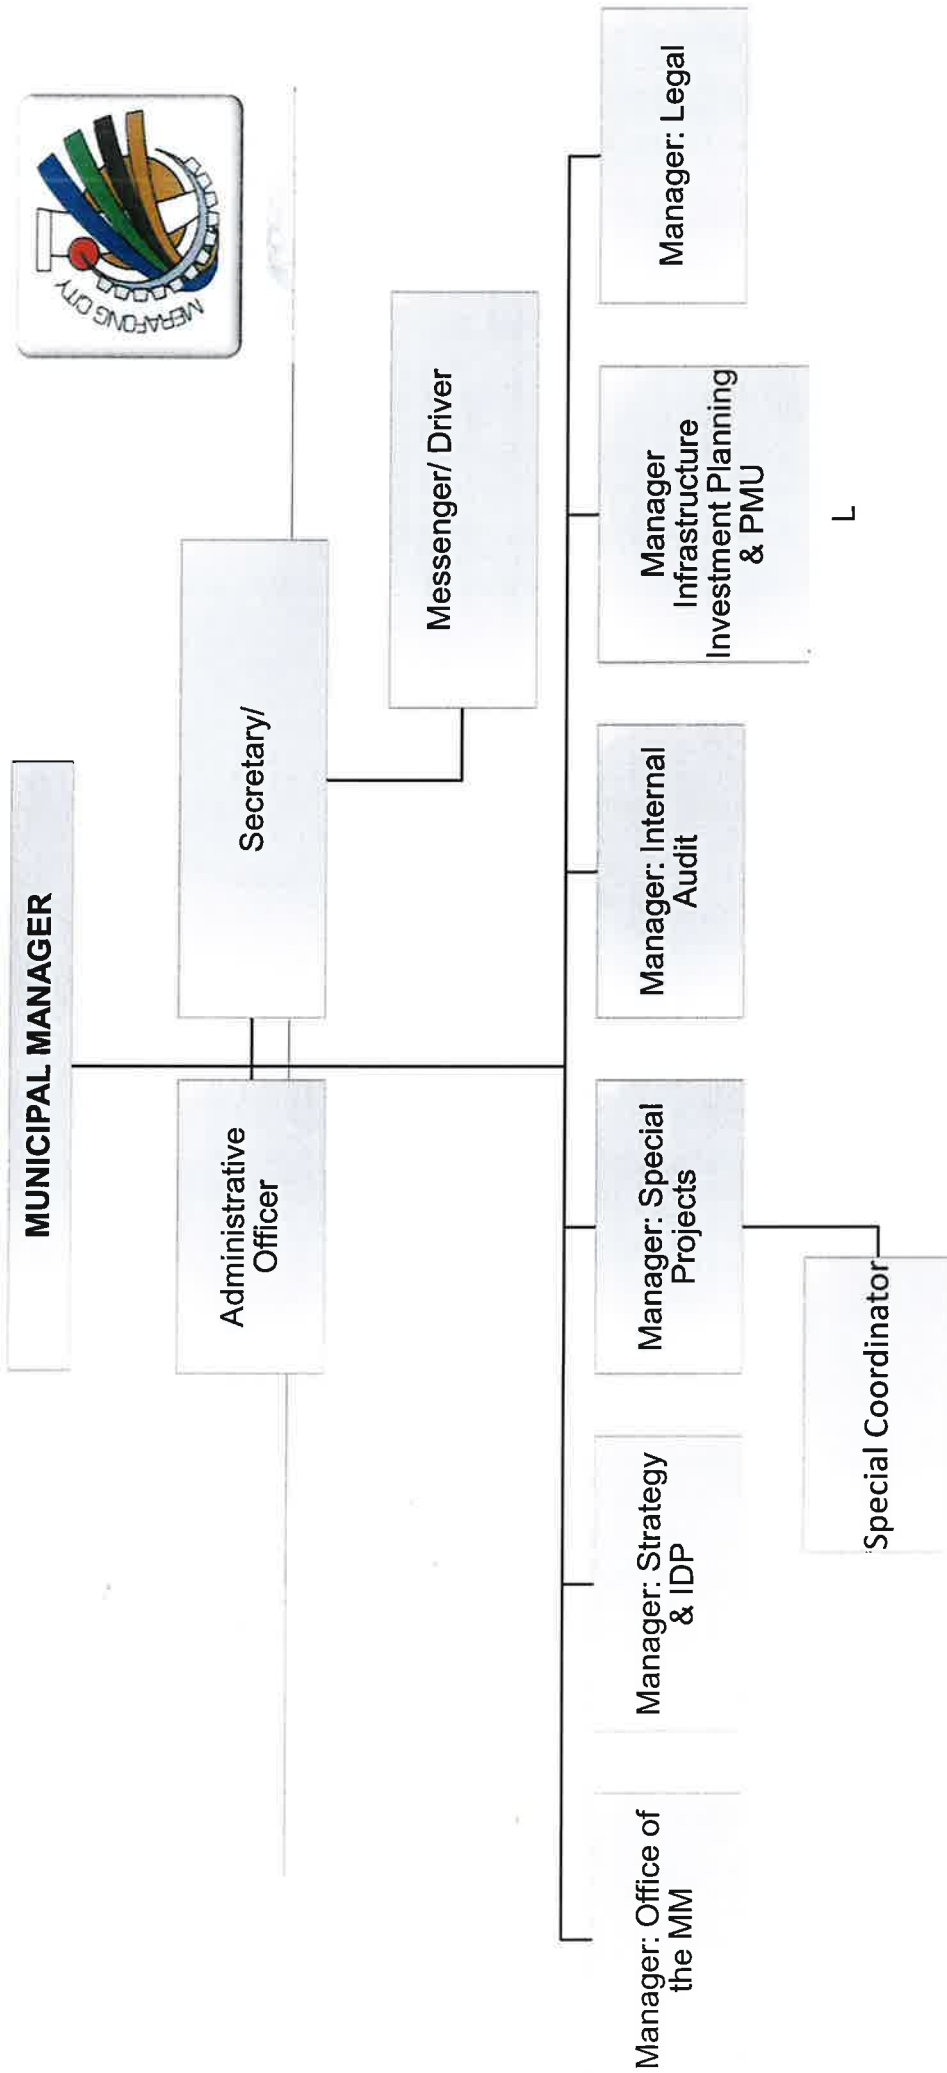 MERAFONG CITY
MUNICIPAL MANAGER
Administrative
Officer
Secretary/
Messenger/ Driver
Manager: Office of
the MM
Manager: Strategy
& IDP
Manager: Special
Projects
Manager: Internal
Audit
Manager
Infrastructure
Investment Planning
& PMU
Manager: Legal
Special Coordinator
L